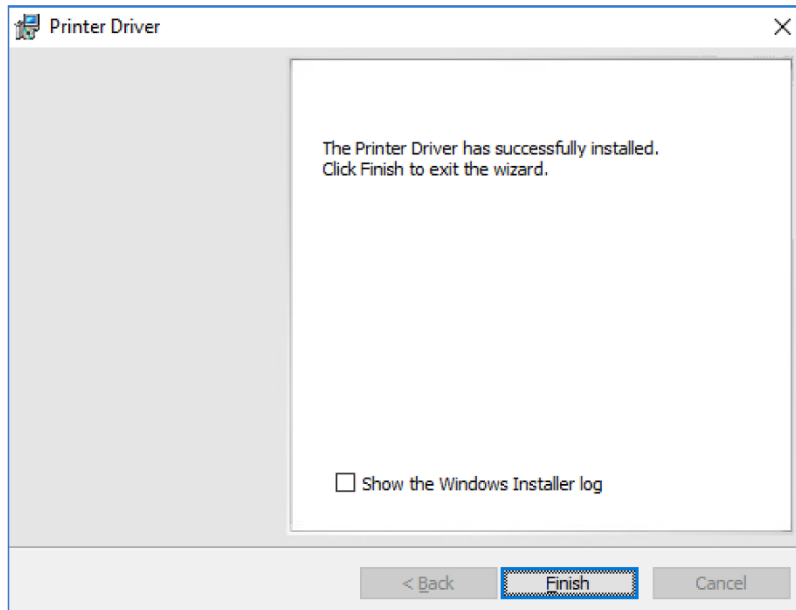 Printer Driver
The Printer Driver has successfully installed.
Click Finish to exit the wizard.
Show the Windows Installer log
< Back
Finish
Cancel